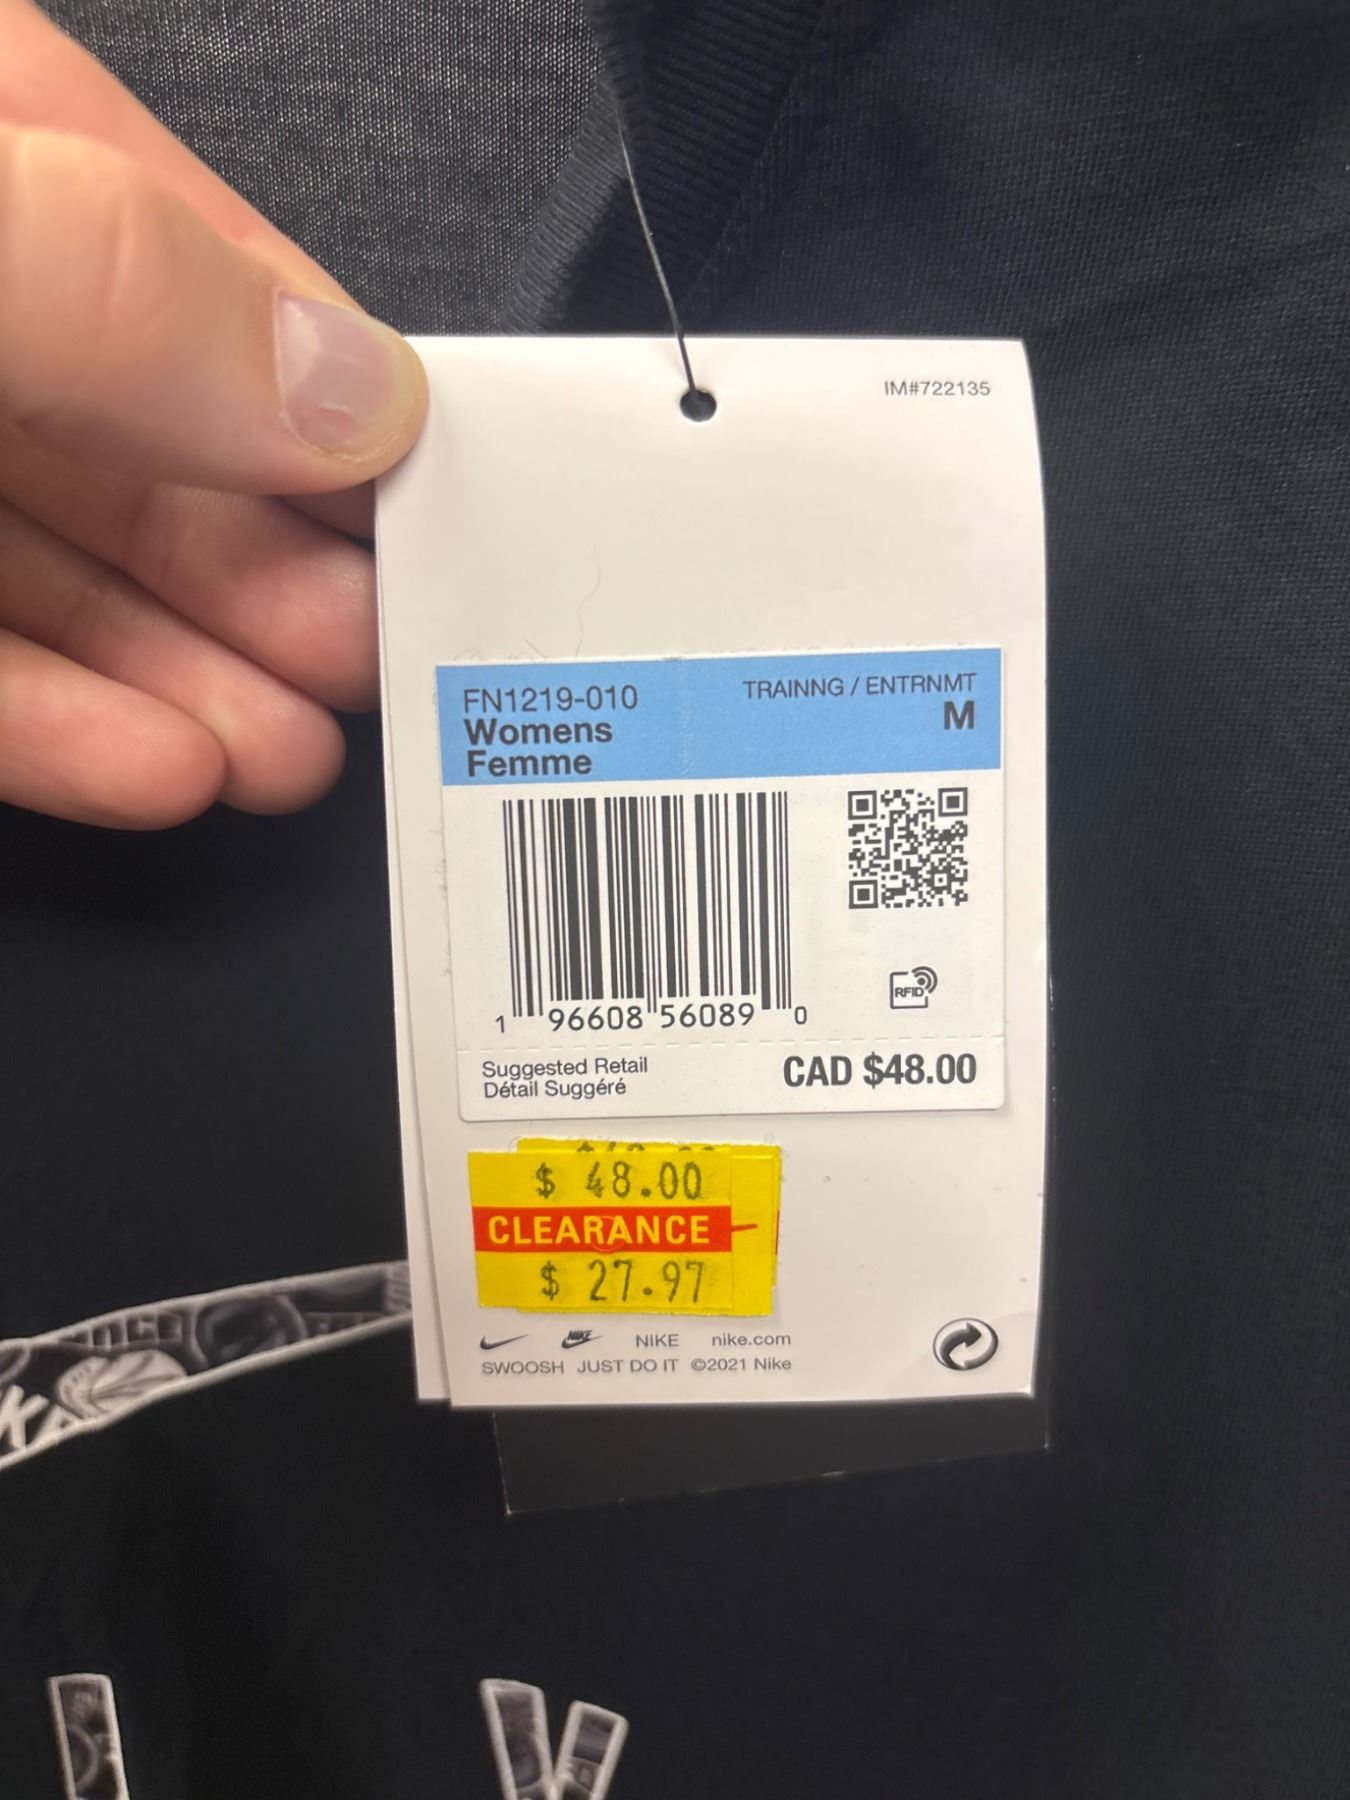 IM#722135
FN1219-010
TRAINNG / ENTRNMT
Womens
M
Femme
RFID
1 96608 56089 0
Suggested Retail
CAD $48.00
Détail Suggéré
$ 48.00
CLEARANCE
$ 27.97
NIKE NIKE nike.com
SWOOSH JUST DO IT ©2021 Nike